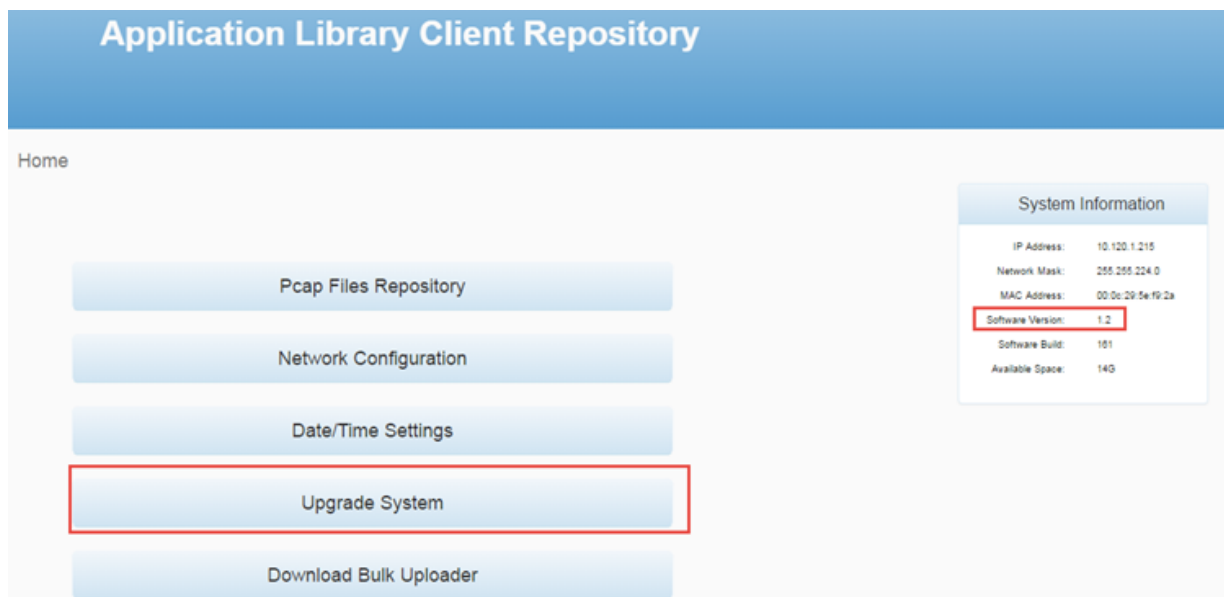 Application Library Client Repository
Home
System Information
IP Address: 10.120.1.215
Network Mask: 255.255.224.0
MAC Address: 00:0c:29:5e:f9:2a
Software Version: 1.2
Software Build: 161
Available Space: 14G
Pcap Files Repository
Network Configuration
Date/Time Settings
Upgrade System
Download Bulk Uploader